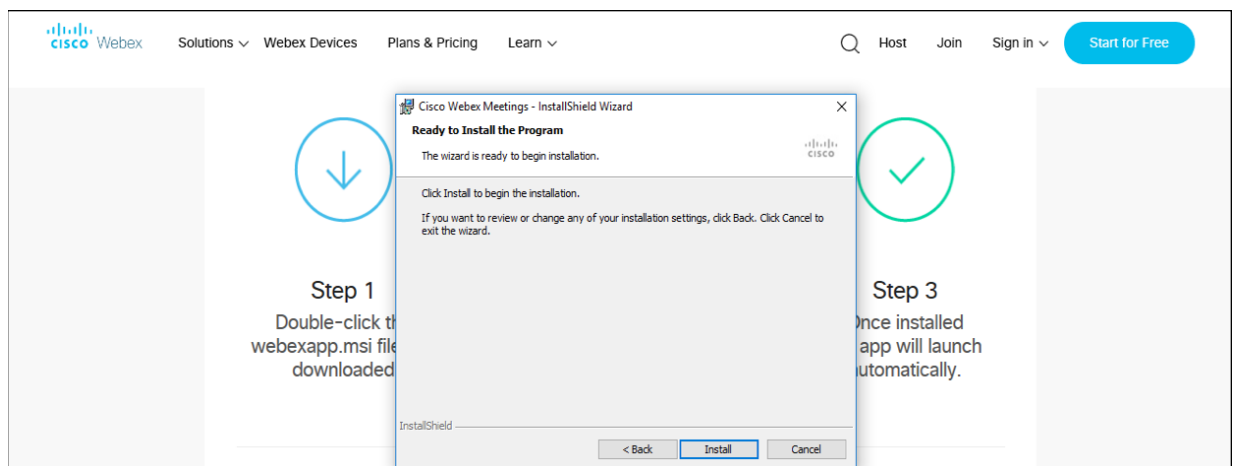 cisco Webex
Solutions
Webex Devices
Plans & Pricing
Learn
Host
Join
Sign in
Start for Free
Cisco Webex Meetings - InstallShield Wizard
Ready to Install the Program
The wizard is ready to begin installation.
cisco
Click Install to begin the installation.
If you want to review or change any of your installation settings, click Back. Click Cancel to
exit the wizard.
InstallShield
< Back
Install
Cancel
Step 1
Double-click
webexapp.msi
downloaded
Step 3
installed
app will launch
automatically.